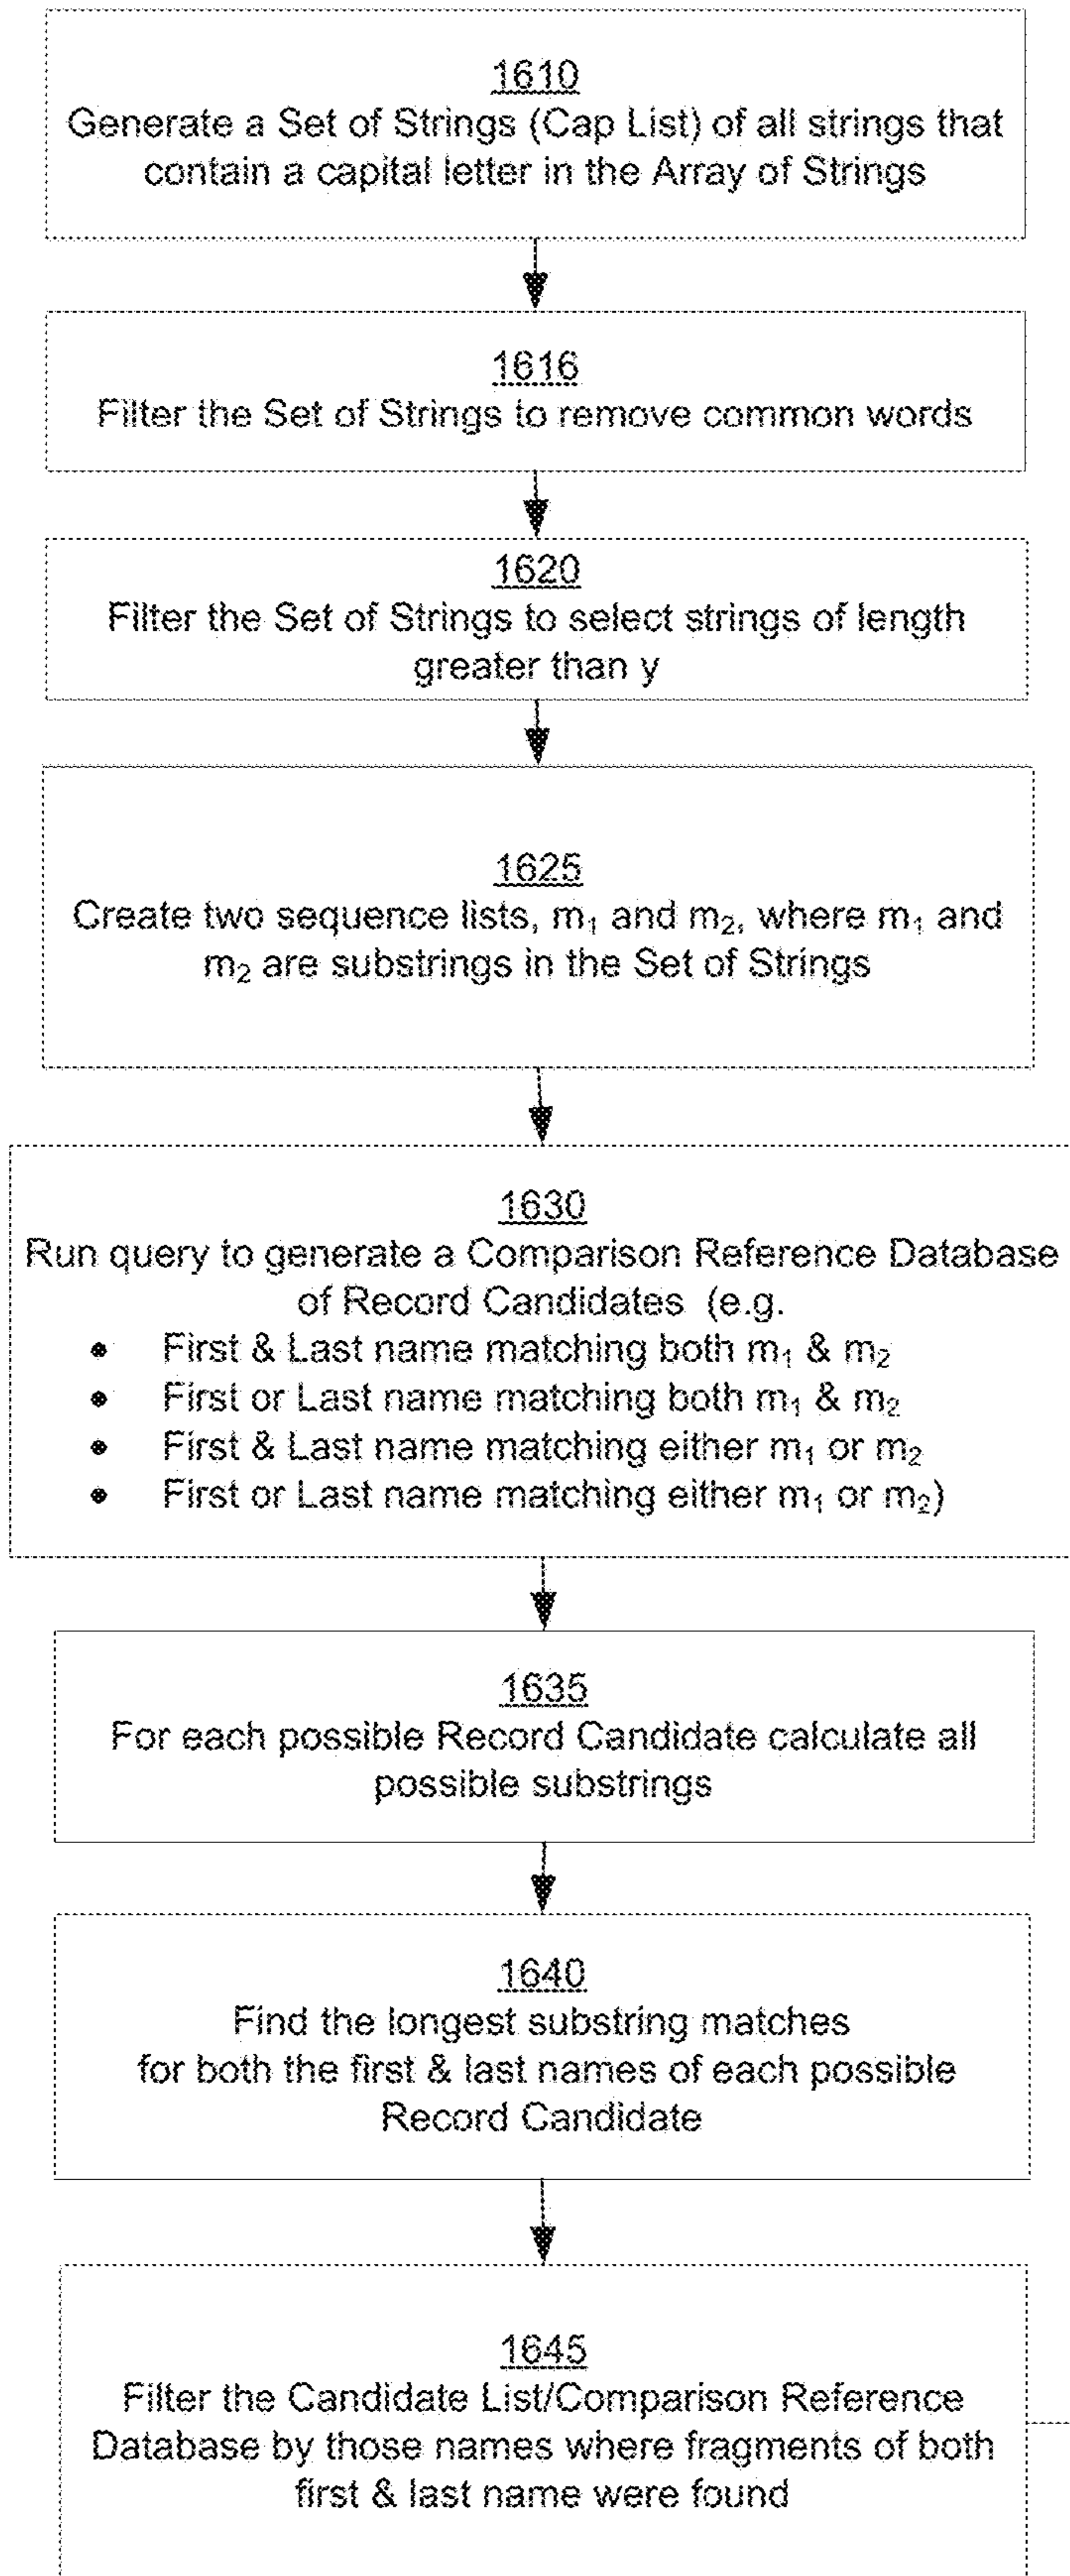 1610
Generate a Set of Strings (Cap List) of all strings that
contain a capital letter in the Array of Strings
1616
Filter the Set of Strings to remove common words
1620
Filter the Set of Strings to select strings of length
greater than y
1625
Create two sequence lists, m₁ and m₂, where m₁ and
m₂ are substrings in the Set of Strings
1630
Run query to generate a Comparison Reference Database
of Record Candidates (e.g.
• First & Last name matching both m₁ & m₂
• First or Last name matching both m₁ & m₂
• First & Last name matching either m₁ or m₂
• First or Last name matching either m₁ or m₂)
1635
For each possible Record Candidate calculate all
possible substrings
1640
Find the longest substring matches
for both the first & last names of each possible
Record Candidate
1645
Filter the Candidate List/Comparison Reference
Database by those names where fragments of both
first & last name were found